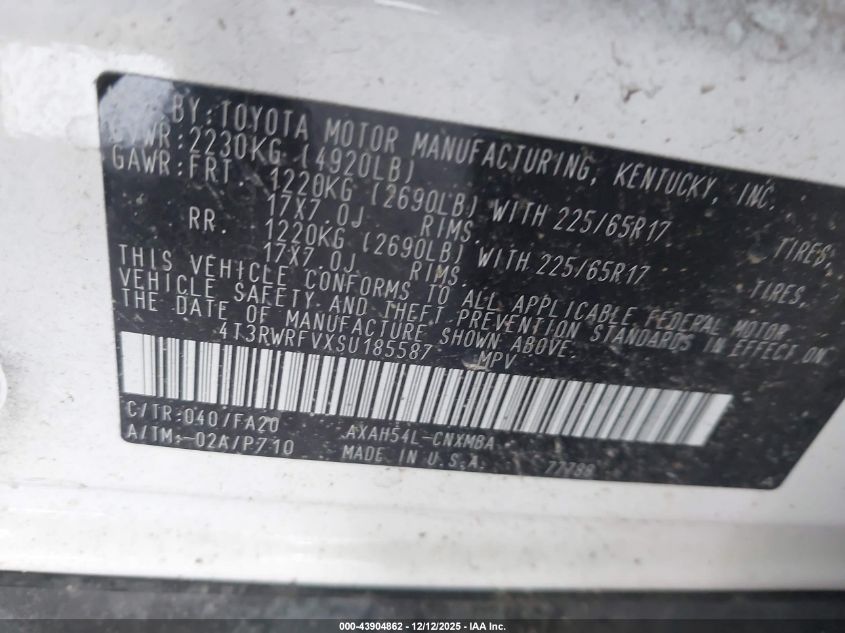 BY:TOYOTA MOTOR MANUFACTURING, KENTUCKY, INC.
GVWR:2230KG (4920LB)
GAWR:FRT. 1220KG (2690LB) WITH 225/65R17 TIRES,
17X7.0J RIMS.
RR. 1220KG (2690LB) WITH 225/65R17 TIRES,
17X7.0J RIMS.
THIS VEHICLE CONFORMS TO ALL APPLICABLE FEDERAL MOTOR
VEHICLE SAFETY AND THEFT PREVENTION STANDARDS IN EFFECT ON
THE DATE OF MANUFACTURE SHOWN ABOVE.
4T3RWRFVXSU185587 MPV
C/TR:040/FA20 AXAH54L-CNXMBA
A/TM:-02A/P710 MADE IN U.S.A. 77798
000-43904862 - 12/12/2025 - IAA Inc.